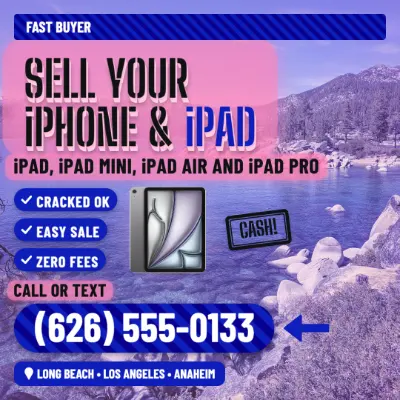 FAST BUYER
SELL YOUR
iPHONE & iPAD
iPAD, iPAD MINI, iPAD AIR AND iPAD PRO
CRACKED OK
EASY SALE
ZERO FEES
CASH!
CALL OR TEXT
(626) 555-0133
LONG BEACH • LOS ANGELES • ANAHEIM